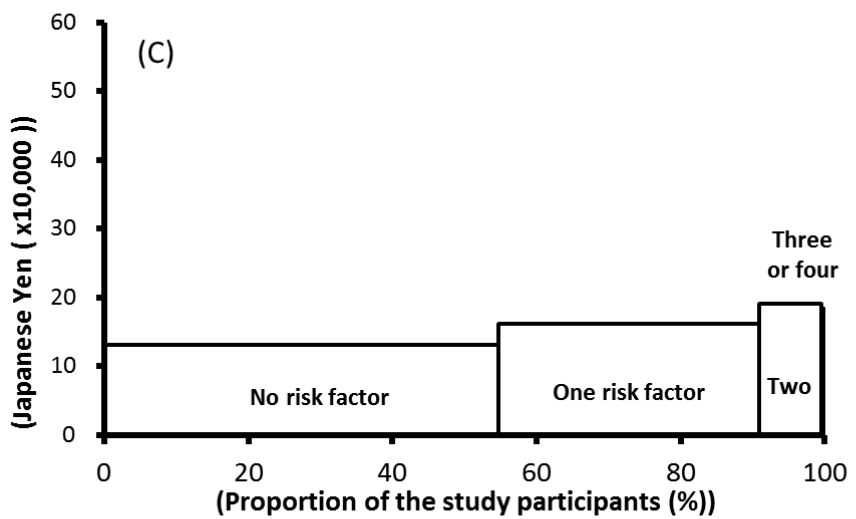 (C)
(Japanese Yen ( x10,000 ))
60
50
40
30
20
10
0
Three
or four
No risk factor
One risk factor
Two
0
20
40
60
80
100
(Proportion of the study participants (%))